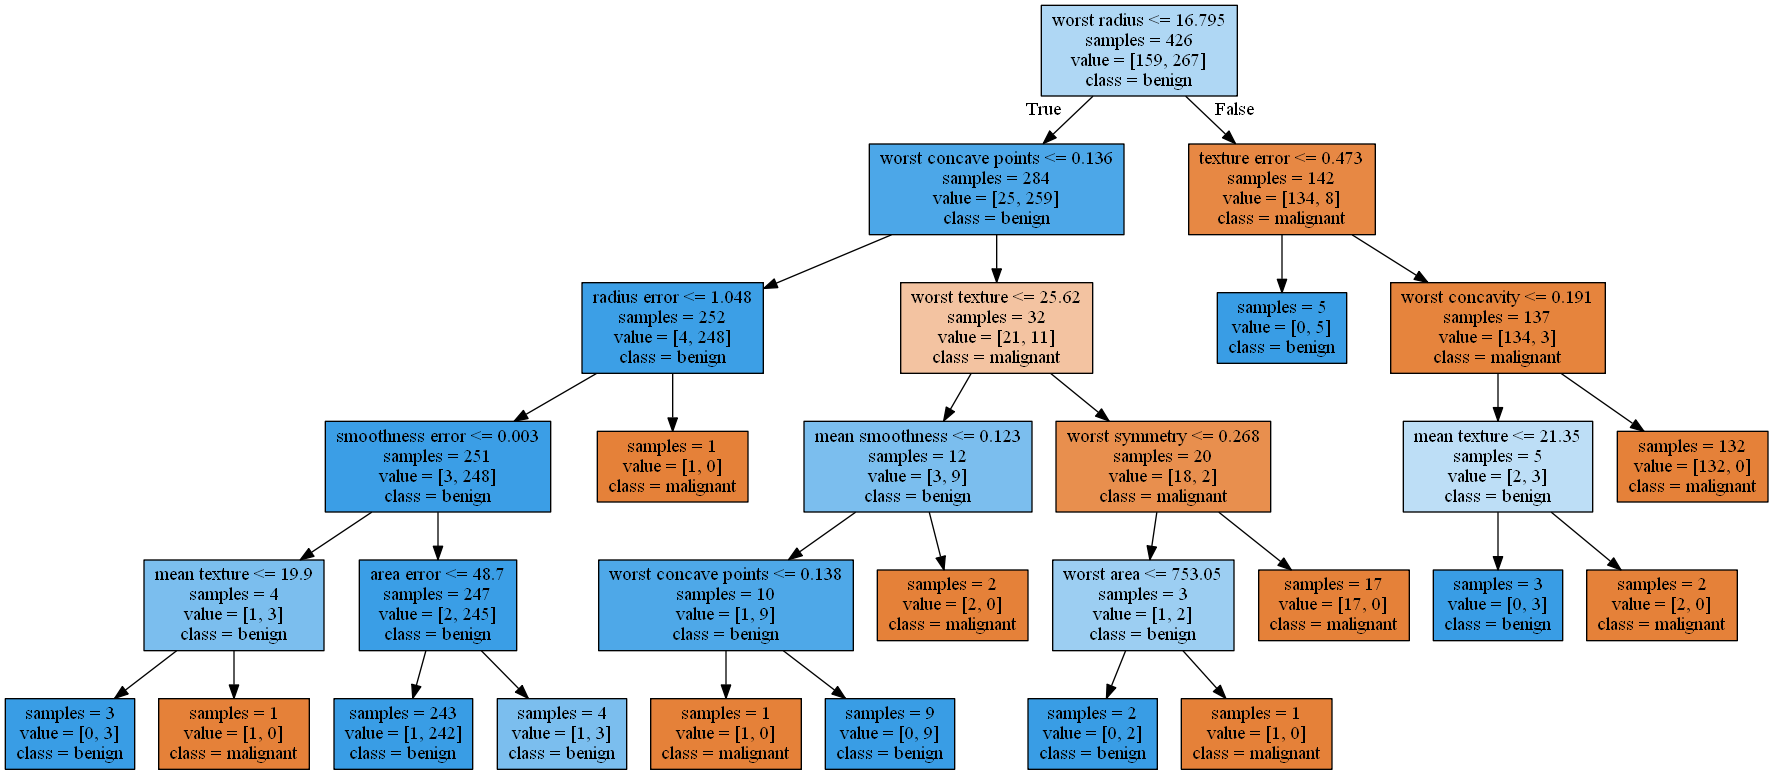 worst radius <= 16.795
samples = 426
value = [159, 267]
class = benign
True
False
worst concave points <= 0.136
samples = 284
value = [25, 259]
class = benign
texture error <= 0.473
samples = 142
value = [134, 8]
class = malignant
radius error <= 1.048
samples = 252
value = [4, 248]
class = benign
worst texture <= 25.62
samples = 32
value = [21, 11]
class = malignant
samples = 5
value = [0, 5]
class = benign
worst concavity <= 0.191
samples = 137
value = [134, 3]
class = malignant
smoothness error <= 0.003
samples = 251
value = [3, 248]
class = benign
samples = 1
value = [1, 0]
class = malignant
mean smoothness <= 0.123
samples = 12
value = [3, 9]
class = benign
worst symmetry <= 0.268
samples = 20
value = [18, 2]
class = malignant
mean texture <= 21.35
samples = 5
value = [2, 3]
class = benign
samples = 132
value = [132, 0]
class = malignant
mean texture <= 19.9
samples = 4
value = [1, 3]
class = benign
area error <= 48.7
samples = 247
value = [2, 245]
class = benign
worst concave points <= 0.138
samples = 10
value = [1, 9]
class = benign
samples = 2
value = [2, 0]
class = malignant
worst area <= 753.05
samples = 3
value = [1, 2]
class = benign
samples = 17
value = [17, 0]
class = malignant
samples = 3
value = [0, 3]
class = benign
samples = 2
value = [2, 0]
class = malignant
samples = 3
value = [0, 3]
class = benign
samples = 1
value = [1, 0]
class = malignant
samples = 243
value = [1, 242]
class = benign
samples = 4
value = [1, 3]
class = benign
samples = 1
value = [1, 0]
class = malignant
samples = 9
value = [0, 9]
class = benign
samples = 2
value = [0, 2]
class = benign
samples = 1
value = [1, 0]
class = malignant